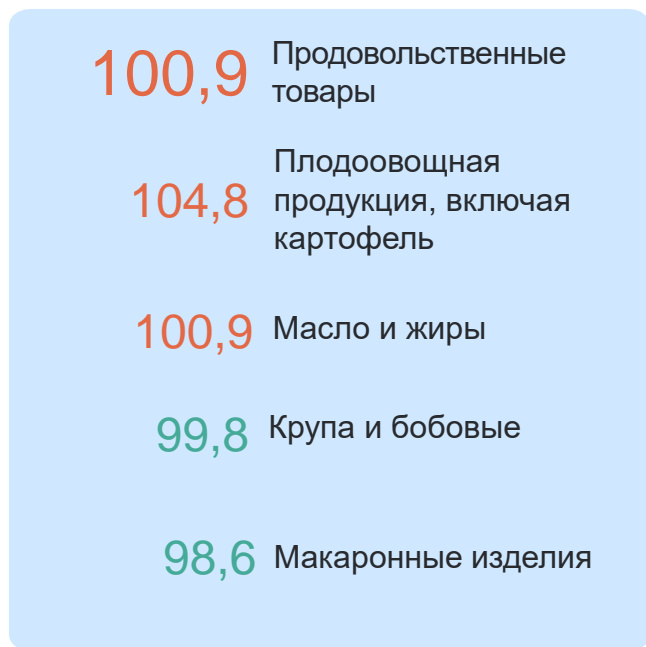 100,9 Продовольственные
товары
Плодоовощная
104,8 продукция, включая
картофель
100,9 Масло и жиры
99,8 Крупа и бобовые
98,6 Макаронные изделия